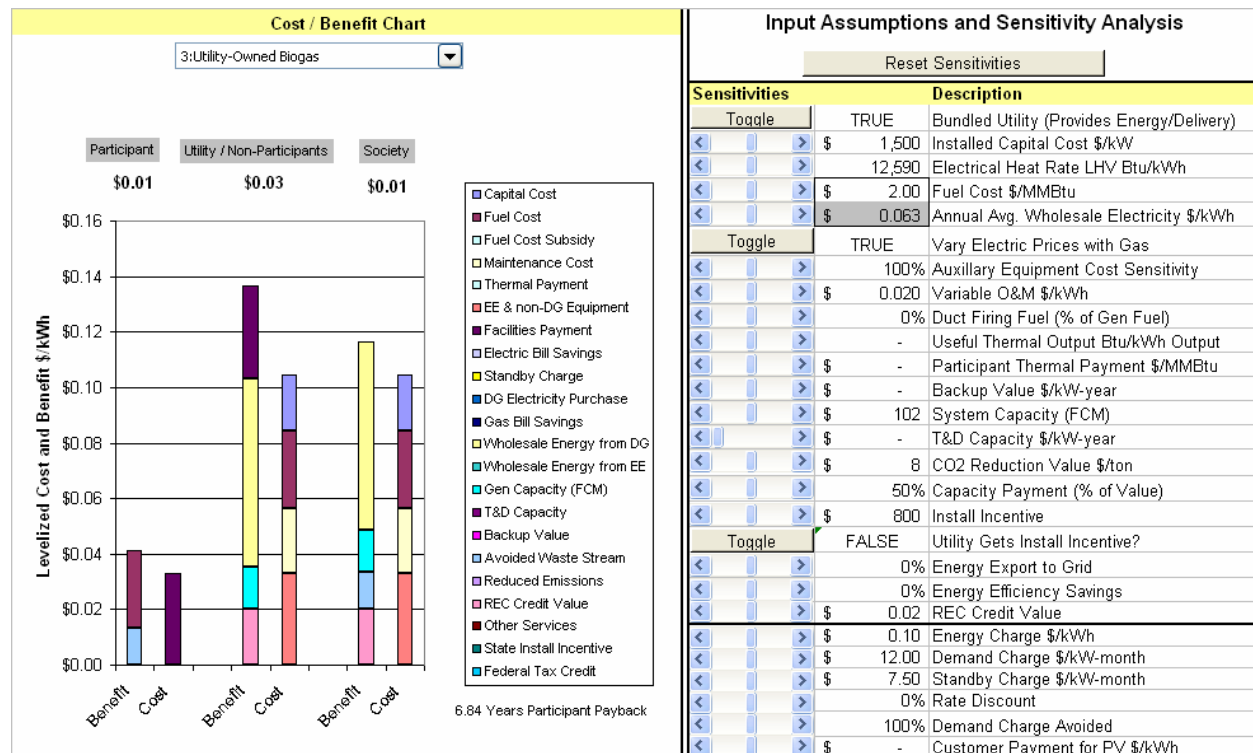 Cost / Benefit Chart
3:Utility-Owned Biogas
Participant Utility / Non-Participants Society
$0.01 $0.03 $0.01
Levelized Cost and Benefit $/kWh
$0.16
$0.14
$0.12
$0.10
$0.08
$0.06
$0.04
$0.02
$0.00
Benefit Cost Benefit Cost Benefit Cost
Capital Cost
Fuel Cost
Fuel Cost Subsidy
Maintenance Cost
Thermal Payment
EE & non-DG Equipment
Facilities Payment
Electric Bill Savings
Standby Charge
DG Electricity Purchase
Gas Bill Savings
Wholesale Energy from DG
Wholesale Energy from EE
Gen Capacity (FCM)
T&D Capacity
Backup Value
Avoided Waste Stream
Reduced Emissions
REC Credit Value
Other Services
State Install Incentive
Federal Tax Credit
6.84 Years Participant Payback
Input Assumptions and Sensitivity Analysis
Reset Sensitivities
Sensitivities Description
Toggle TRUE Bundled Utility (Provides Energy/Delivery)
$ 1,500 Installed Capital Cost $/kW
12,590 Electrical Heat Rate LHV Btu/kWh
$ 2.00 Fuel Cost $/MMBtu
$ 0.063 Annual Avg. Wholesale Electricity $/kWh
Toggle TRUE Vary Electric Prices with Gas
100% Auxillary Equipment Cost Sensitivity
$ 0.020 Variable O&M $/kWh
0% Duct Firing Fuel (% of Gen Fuel)
- Useful Thermal Output Btu/kWh Output
$ - Participant Thermal Payment $/MMBtu
$ - Backup Value $/kW-year
$ 102 System Capacity (FCM)
$ - T&D Capacity $/kW-year
$ 8 CO2 Reduction Value $/ton
50% Capacity Payment (% of Value)
$ 800 Install Incentive
Toggle FALSE Utility Gets Install Incentive?
0% Energy Export to Grid
0% Energy Efficiency Savings
$ 0.02 REC Credit Value
$ 0.10 Energy Charge $/kWh
$ 12.00 Demand Charge $/kW-month
$ 7.50 Standby Charge $/kW-month
0% Rate Discount
100% Demand Charge Avoided
$ - Customer Payment for PV $/kWh